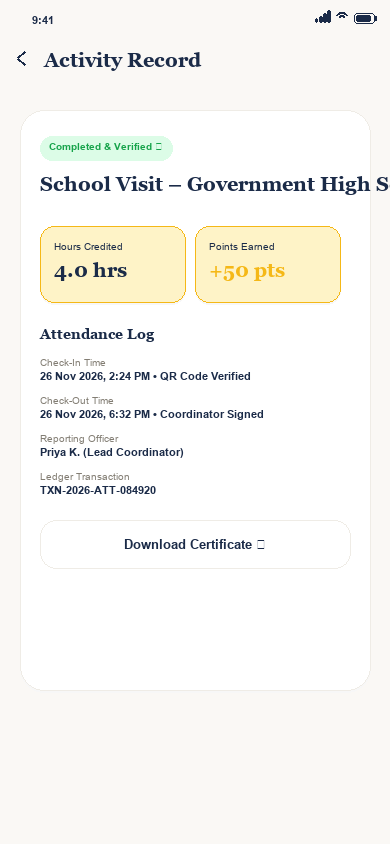 9:41
Activity Record
Completed & Verified
School Visit – Government High S
Hours Credited
4.0 hrs
Points Earned
+50 pts
Attendance Log
Check-In Time
26 Nov 2026, 2:24 PM • QR Code Verified
Check-Out Time
26 Nov 2026, 6:32 PM • Coordinator Signed
Reporting Officer
Priya K. (Lead Coordinator)
Ledger Transaction
TXN-2026-ATT-084920
Download Certificate